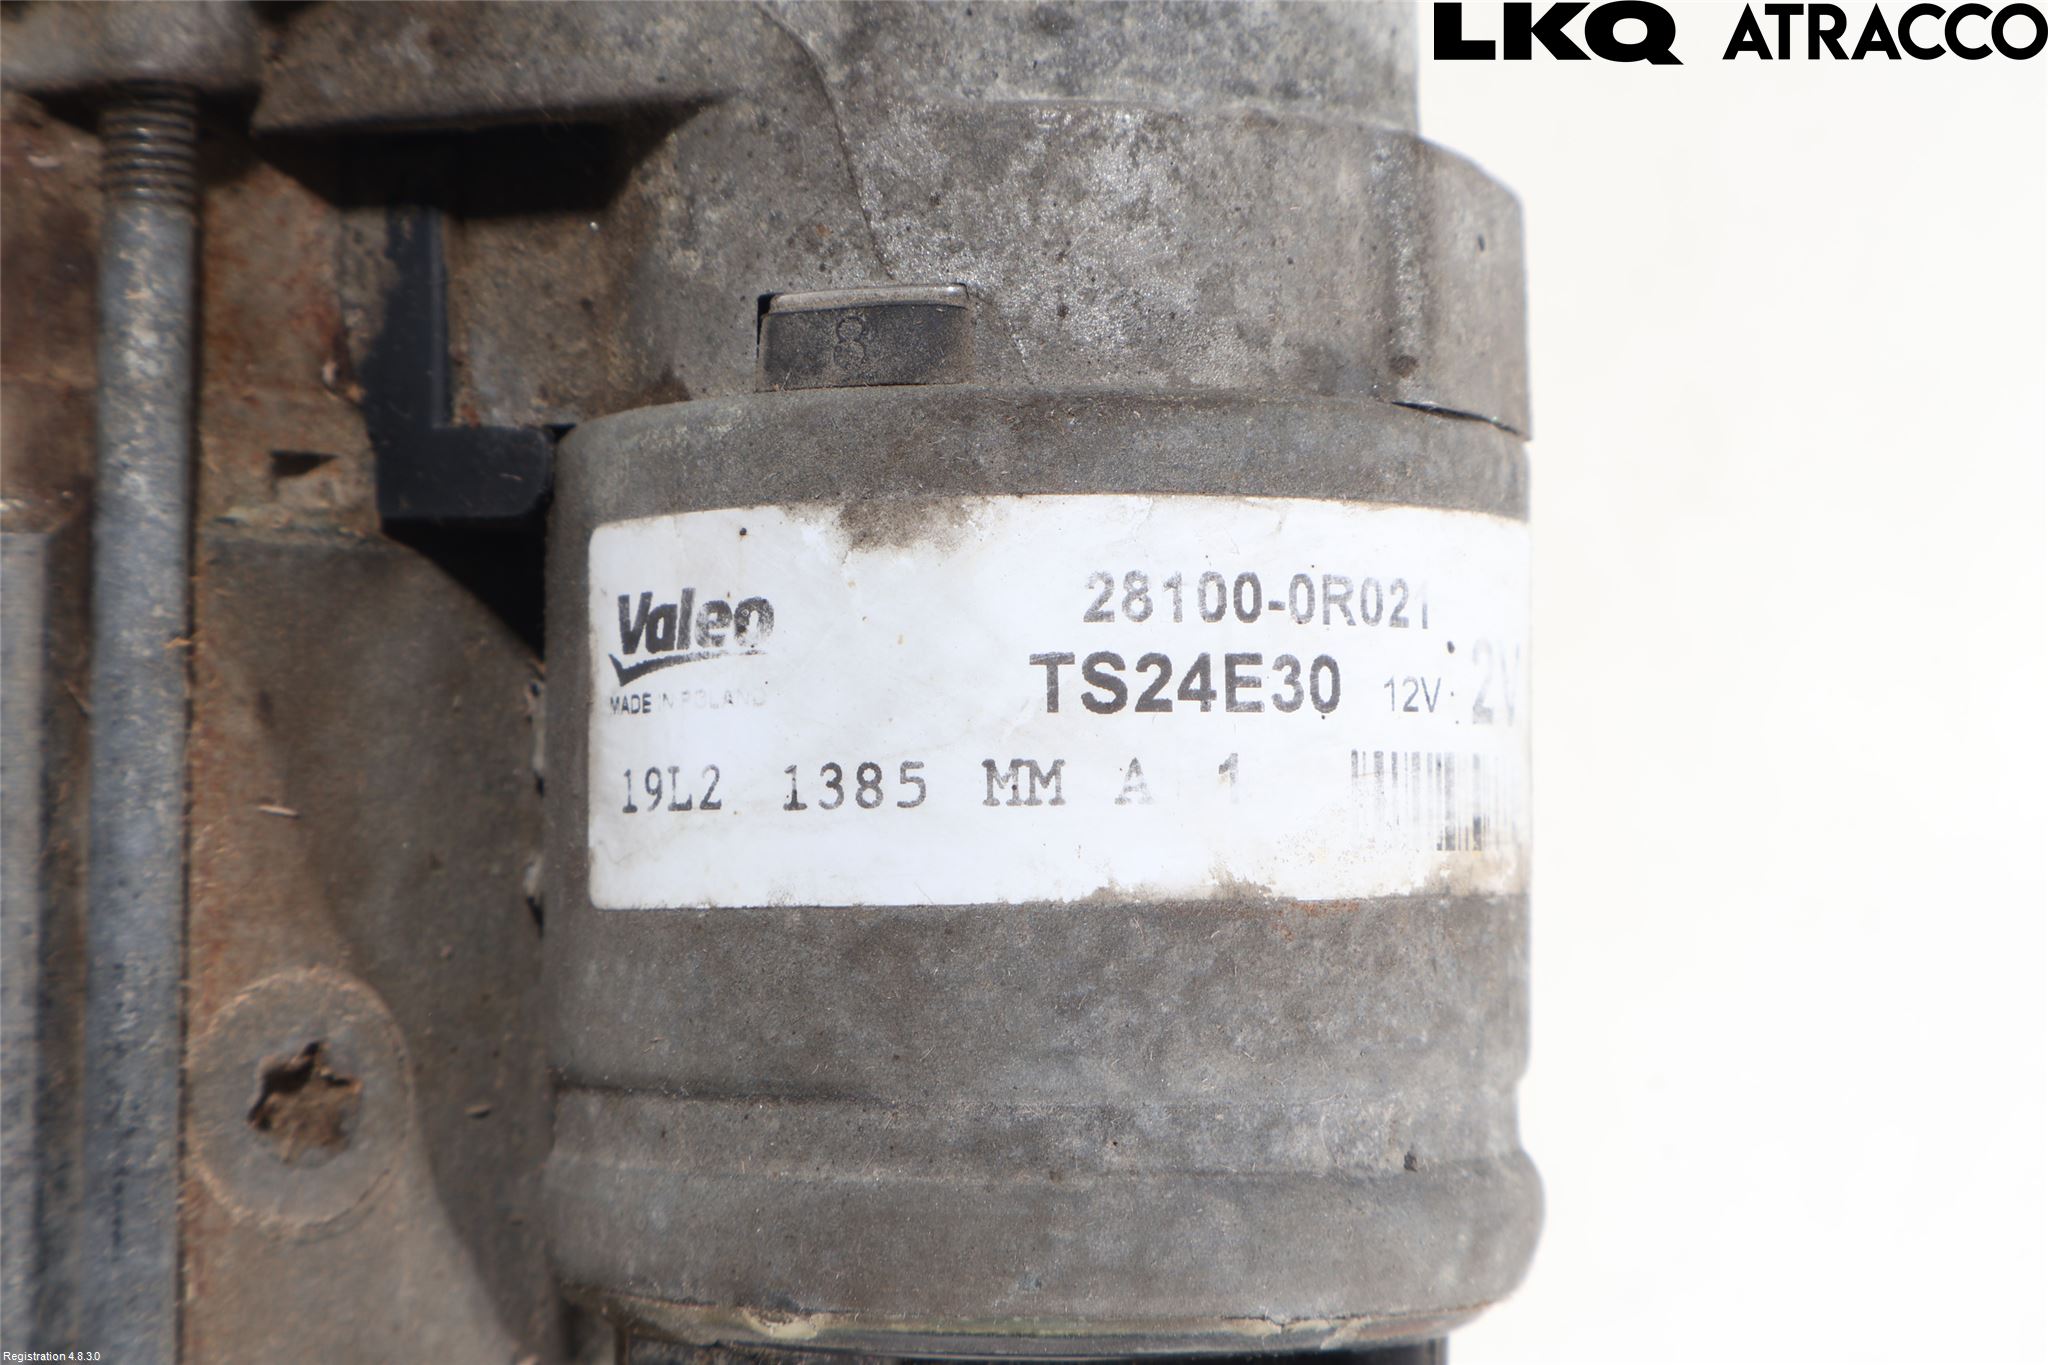 LKQ ATRACCO
8
Valeo
MADE IN POLAND
28100-0R021
TS24E30 12V 2V
19L2 1385 MM A 1
Registration 4.8.3.0